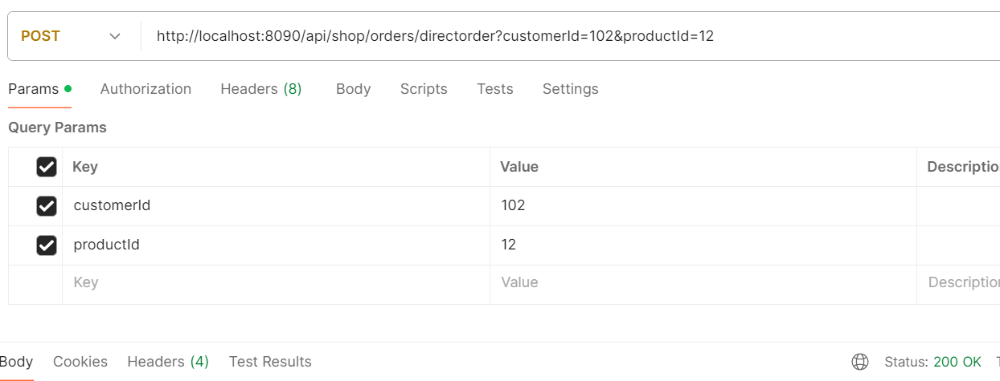 POST http://localhost:8090/api/shop/orders/directorder?customerId=102&productId=12
Params Authorization Headers (8) Body Scripts Tests Settings
Query Params
Key Value Descriptio
customerId 102
productId 12
Key Value Description
Body Cookies Headers (4) Test Results Status: 200 OK T